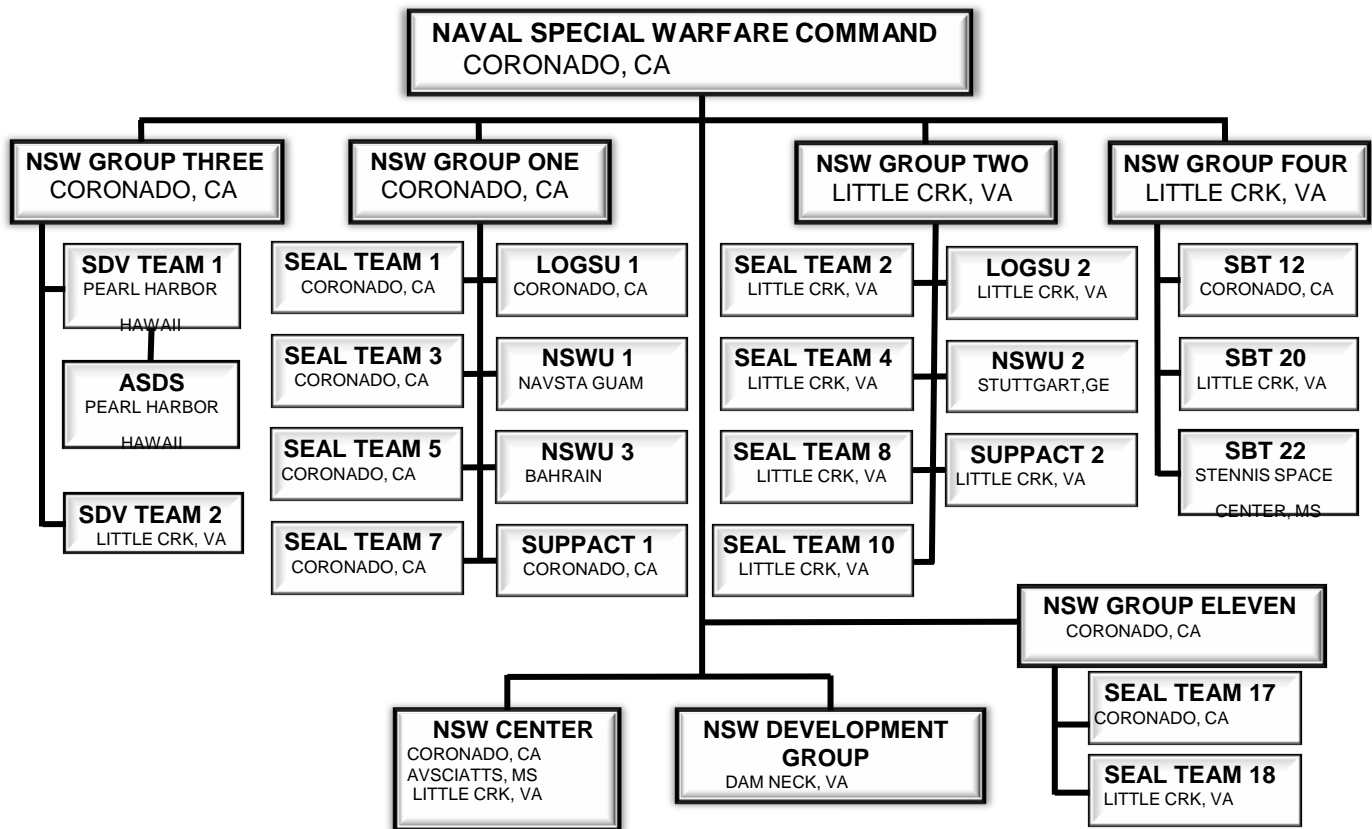 NAVAL SPECIAL WARFARE COMMAND
CORONADO, CA
NSW GROUP THREE
CORONADO, CA
SDV TEAM 1
PEARL HARBOR
HAWAII
ASDS
PEARL HARBOR
HAWAII
SDV TEAM 2
LITTLE CRK, VA
NSW GROUP ONE
CORONADO, CA
SEAL TEAM 1
CORONADO, CA
SEAL TEAM 3
CORONADO, CA
SEAL TEAM 5
CORONADO, CA
SEAL TEAM 7
CORONADO, CA
LOGSU 1
CORONADO, CA
NSWU 1
NAVSTA GUAM
NSWU 3
BAHRAIN
SUPPACT 1
CORONADO, CA
NSW GROUP TWO
LITTLE CRK, VA
SEAL TEAM 2
LITTLE CRK, VA
SEAL TEAM 4
LITTLE CRK, VA
SEAL TEAM 8
LITTLE CRK, VA
SEAL TEAM 10
LITTLE CRK, VA
LOGSU 2
LITTLE CRK, VA
NSWU 2
STUTTGART,GE
SUPPACT 2
LITTLE CRK, VA
NSW GROUP FOUR
LITTLE CRK, VA
SBT 12
CORONADO, CA
SBT 20
LITTLE CRK, VA
SBT 22
STENNIS SPACE
CENTER, MS
NSW GROUP ELEVEN
CORONADO, CA
SEAL TEAM 17
CORONADO, CA
SEAL TEAM 18
LITTLE CRK, VA
NSW CENTER
CORONADO, CA
AVSCIATTS, MS
LITTLE CRK, VA
NSW DEVELOPMENT
GROUP
DAM NECK, VA